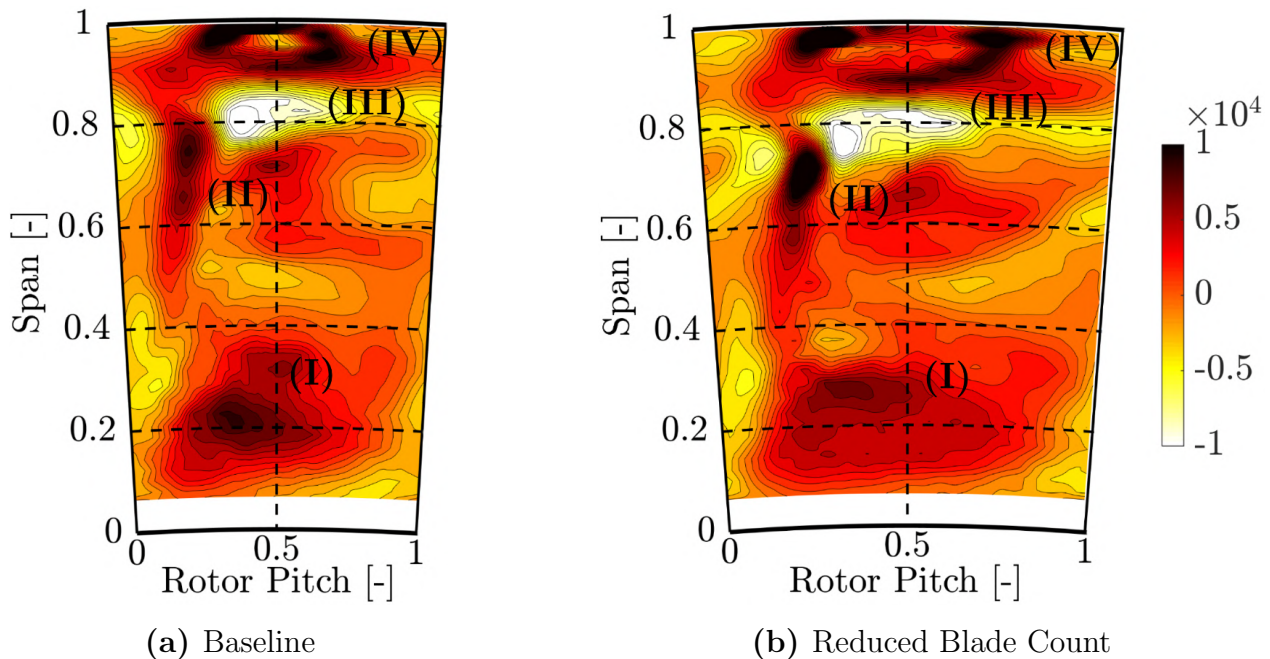 1
0.8
0.6
0.4
0.2
0
Span [-]
(IV)
(III)
(II)
(I)
0
0.5
1
Rotor Pitch [-]
(a) Baseline
1
0.8
0.6
0.4
0.2
0
Span [-]
(IV)
(III)
(II)
(I)
0
0.5
1
Rotor Pitch [-]
(b) Reduced Blade Count
×10⁴
1
0.5
0
-0.5
-1